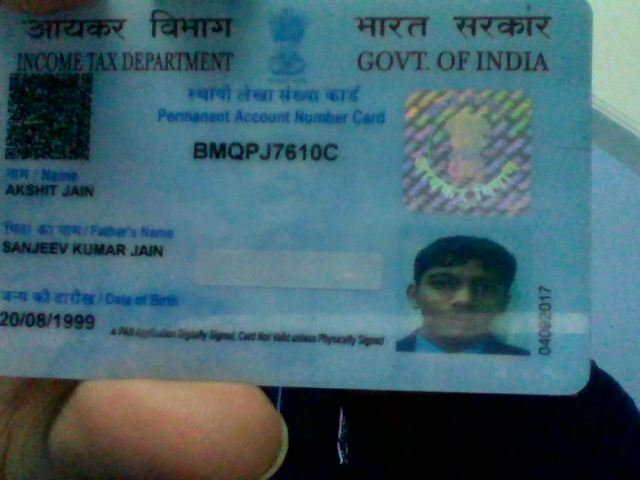 आयकर विभाग
INCOME TAX DEPARTMENT
भारत सरकार
GOVT. OF INDIA
स्थायी लेखा संख्या कार्ड
Permanent Account Number Card
BMQPJ7610C
नाम / Name
AKSHIT JAIN
पिता का नाम / Father's Name
SANJEEV KUMAR JAIN
जन्म की तारीख / Date of Birth
20/08/1999
PAN Application Digitally Signed, Card Not Valid unless Physically Signed
आयकर विभाग